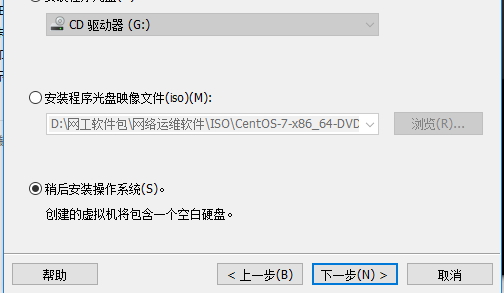 CD 驱动器 (G:)
安装程序光盘映像文件(iso)(M):
D:\网工软件包\网络运维软件\ISO\CentOS-7-x86_64-DVD
浏览(R)...
稍后安装操作系统(S)。
创建的虚拟机将包含一个空白硬盘。
帮助
< 上一步(B)
下一步(N) >
取消